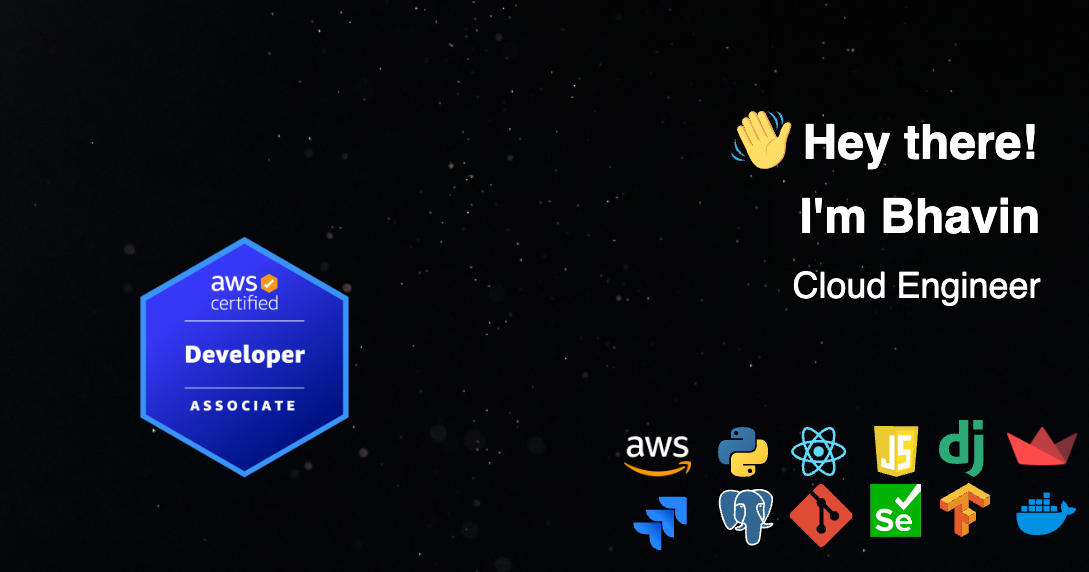 👋 Hey there!
I'm Bhavin
Cloud Engineer
aws
certified
Developer
ASSOCIATE
aws
JS
dj
Se